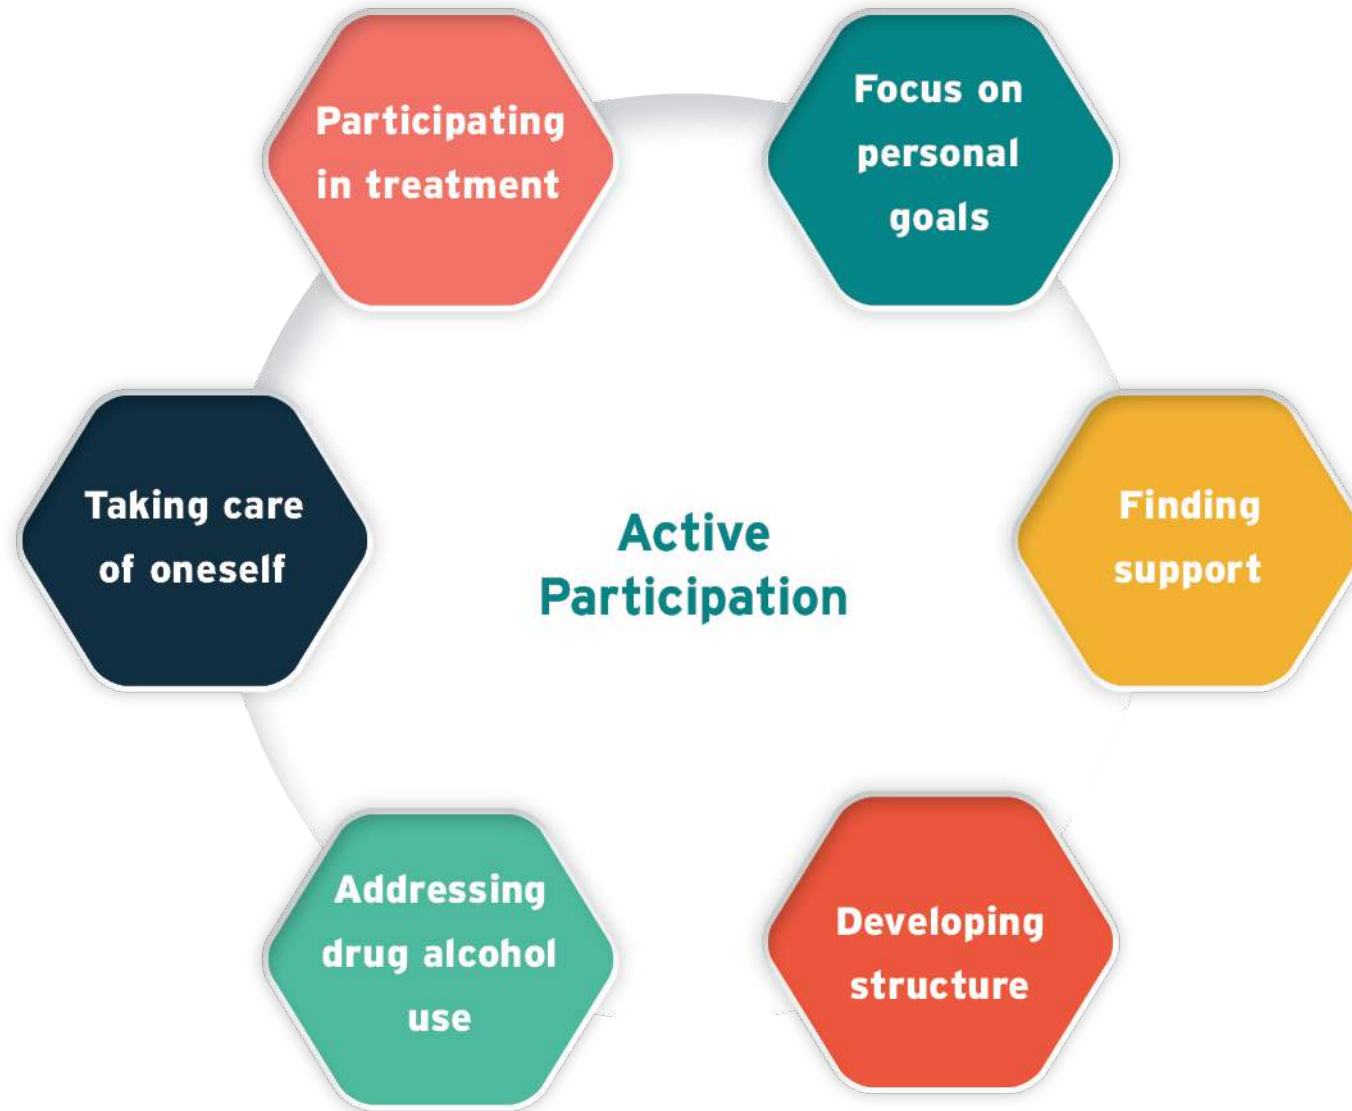 Participating
in treatment
Focus on
personal
goals
Taking care
of oneself
Active
Participation
Finding
support
Addressing
drug alcohol
use
Developing
structure